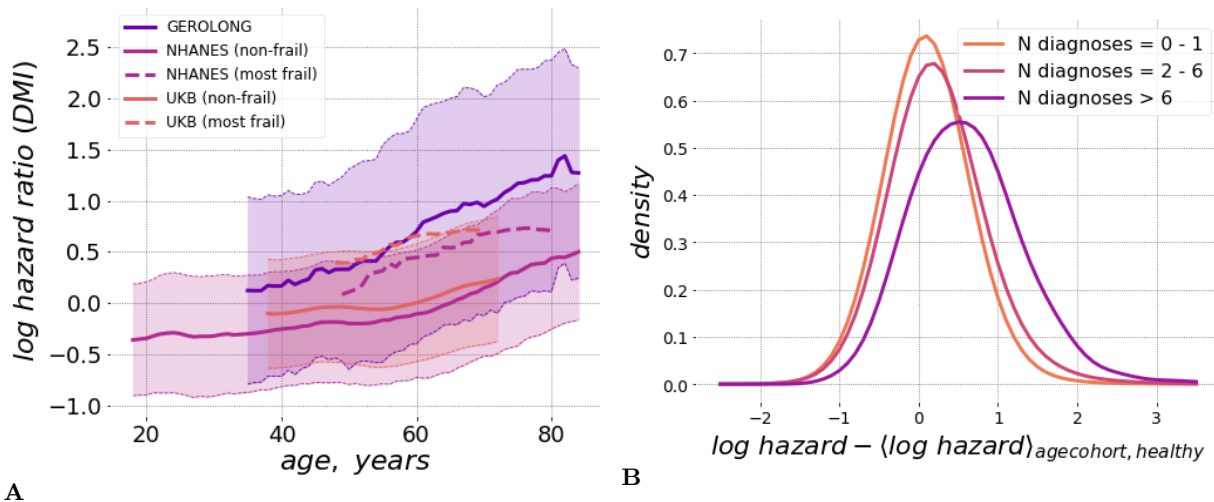 GEROLONG
NHANES (non-frail)
NHANES (most frail)
UKB (non-frail)
UKB (most frail)
log hazard ratio (DMI)
2.5
2.0
1.5
1.0
0.5
0.0
−0.5
−1.0
20 40 60 80
age, years
A
N diagnoses = 0 - 1
N diagnoses = 2 - 6
N diagnoses > 6
density
0.7
0.6
0.5
0.4
0.3
0.2
0.1
0.0
−2 −1 0 1 2 3
log hazard − ⟨log hazard⟩agecohort, healthy
B